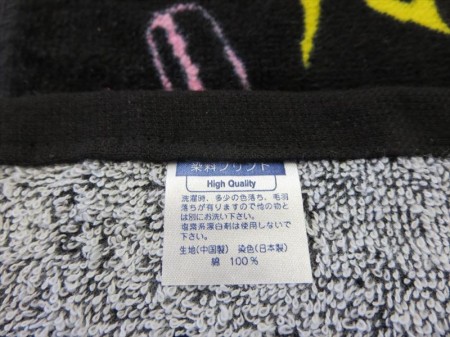 染料プリント
High Quality
洗濯時、多少の色落ち、毛羽
落ちが有りますので他の物と
は別にお洗い下さい。
塩素系漂白剤は使用しないで
下さい。
生地(中国製) 染色(日本製)
綿 100%